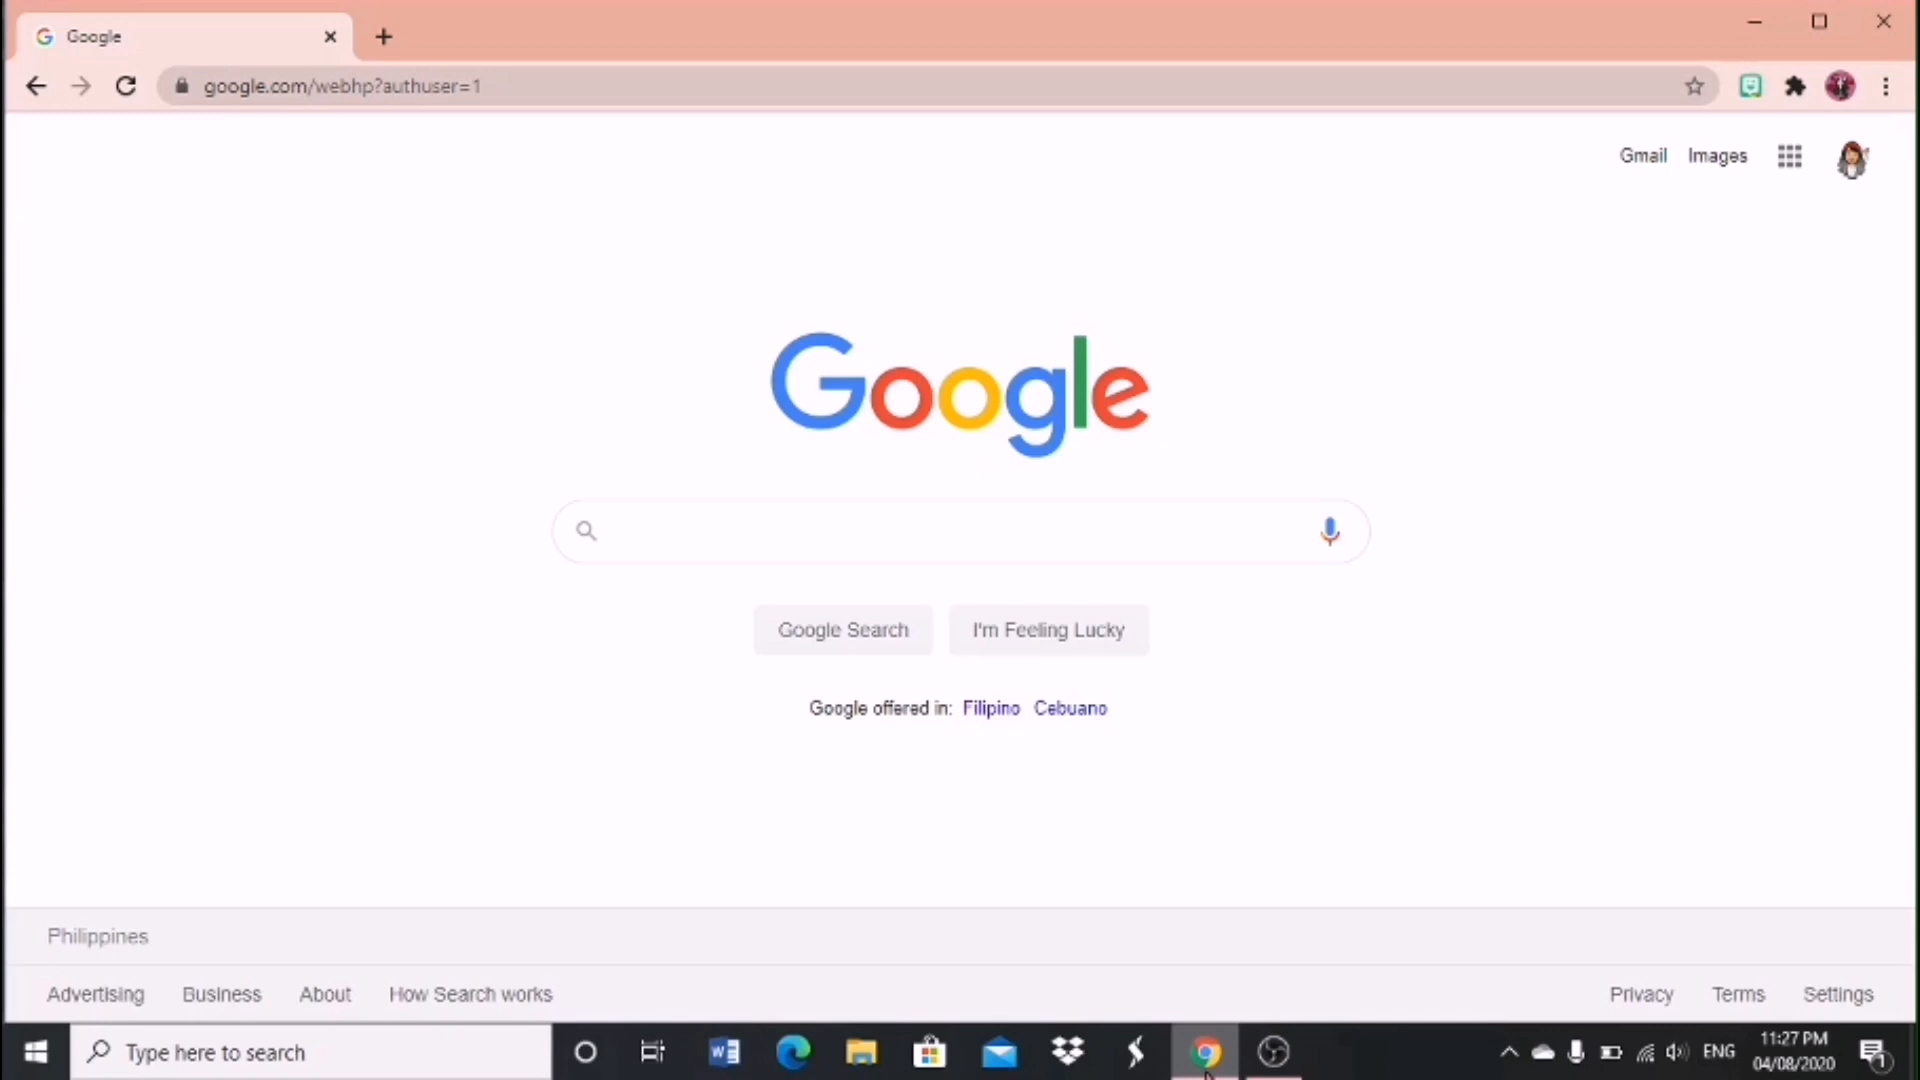 Google
google.com/webhp?authuser=1
Gmail Images
Google
Google Search I'm Feeling Lucky
Google offered in: Filipino Cebuano
Philippines
Advertising Business About How Search works Privacy Terms Settings
Type here to search ENG 11:27 PM
04/08/2020
1